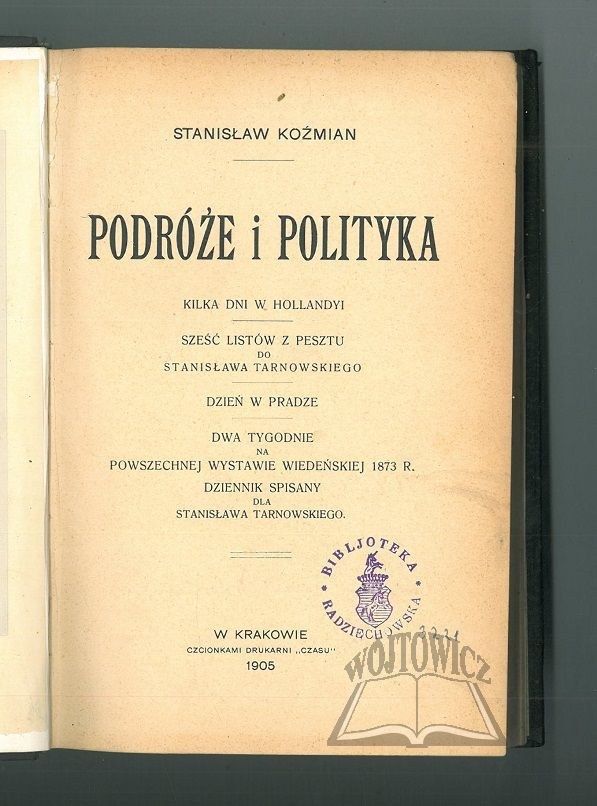 STANISŁAW KOŹMIAN
PODRÓŻE i POLITYKA
KILKA DNI W HOLLANDYI
SZEŚĆ LISTÓW Z PESZTU
DO
STANISŁAWA TARNOWSKIEGO
DZIEŃ W PRADZE
DWA TYGODNIE
NA
POWSZECHNEJ WYSTAWIE WIEDEŃSKIEJ 1873 R.
DZIENNIK SPISANY
DLA
STANISŁAWA TARNOWSKIEGO.
BIBLJOTEKA
RADZIECHOWSKA
W KRAKOWIE
CZCIONKAMI DRUKARNI „CZASU"
1905
WÓJTOWICZ